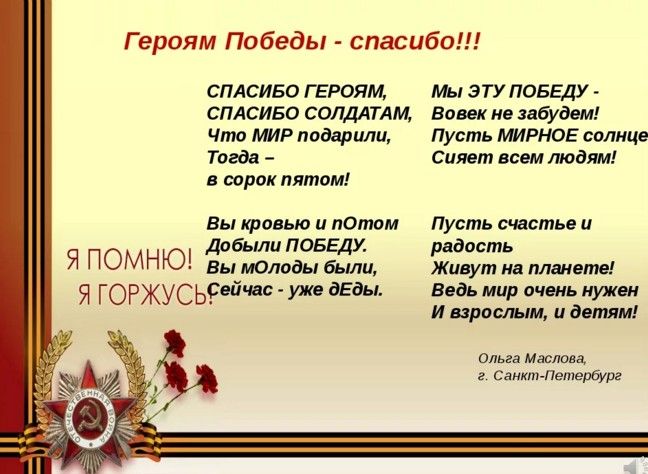 Героям Победы - спасибо!!!
СПАСИБО ГЕРОЯМ,
СПАСИБО СОЛДАТАМ,
Что МИР подарили,
Тогда –
в сорок пятом!
Вы кровью и пОтом
Добыли ПОБЕДУ.
Вы мОлоды были,
Сейчас - уже дЕды.
Мы ЭТУ ПОБЕДУ -
Вовек не забудем!
Пусть МИРНОЕ солнце
Сияет всем людям!
Пусть счастье и
радость
Живут на планете!
Ведь мир очень нужен
И взрослым, и детям!
Ольга Маслова,
г. Санкт-Петербург
Я ПОМНЮ!
Я ГОРЖУСЬ!
ОТЕЧЕСТВЕННАЯ ВОЙНА